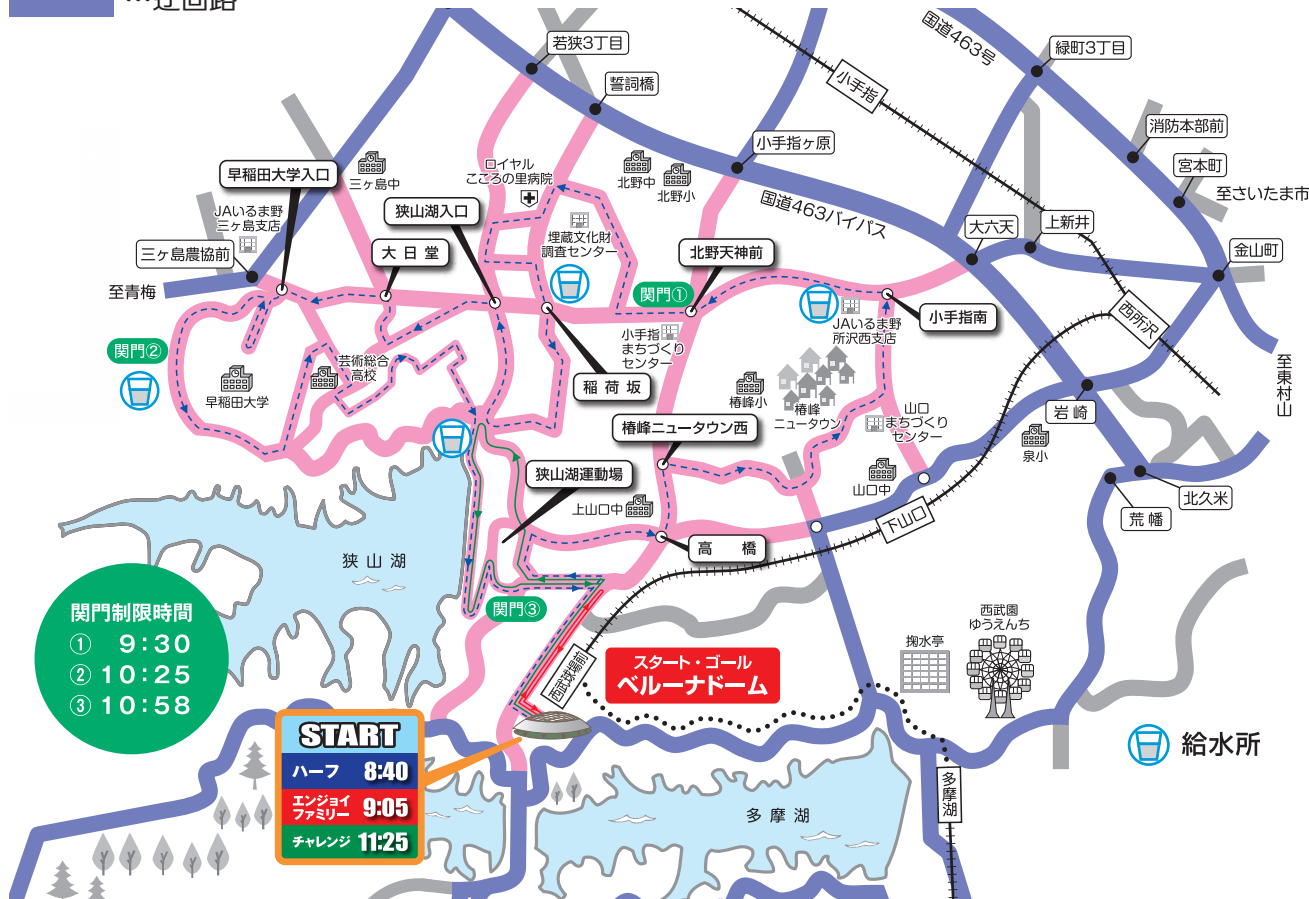 …迂回路
若狭3丁目
誓詞橋
小手指
国道463号
緑町3丁目
消防本部前
宮本町
至さいたま市
金山町
小手指ヶ原
国道463バイパス
大六天
上新井
早稲田大学入口
三ヶ島中
ロイヤル
こころの里病院
北野中
北野小
狭山湖入口
JAいるま野
三ヶ島支店
三ヶ島農協前
大日堂
埋蔵文化財
調査センター
北野天神前
至青梅
関門①
小手指
まちづくり
センター
JAいるま野
所沢西支店
小手指南
西所沢
至東村山
関門②
早稲田大学
芸術総合
高校
稲荷坂
椿峰小
椿峰
ニュータウン
山口
まちづくり
センター
岩崎
泉小
椿峰ニュータウン西
狭山湖運動場
山口中
北久米
荒幡
上山口中
下山口
高橋
狭山湖
関門③
関門制限時間
① 9:30
② 10:25
③ 10:58
西武球場前
スタート・ゴール
ベルーナドーム
掬水亭
西武園
ゆうえんち
給水所
START
ハーフ 8:40
エンジョイ
ファミリー 9:05
チャレンジ 11:25
多摩湖
多摩湖